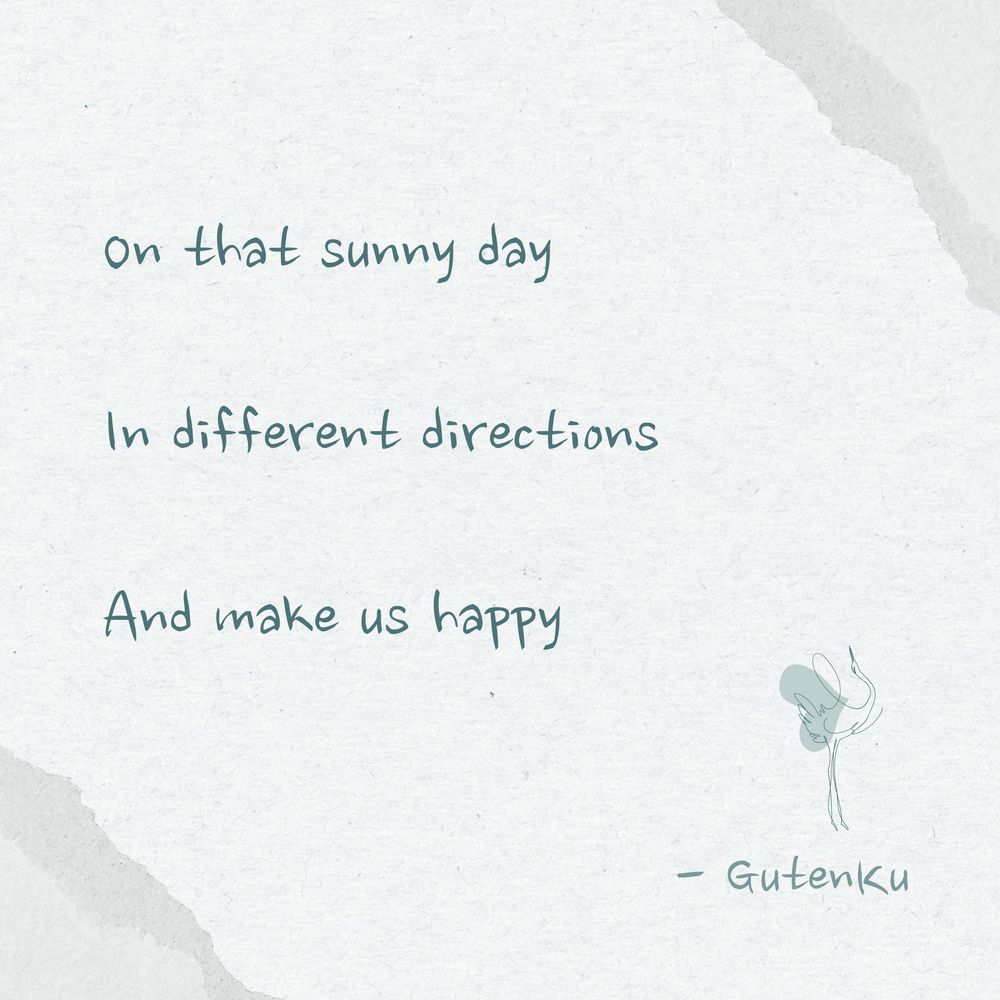 On that sunny day
In different directions
And make us happy
- GutenKu